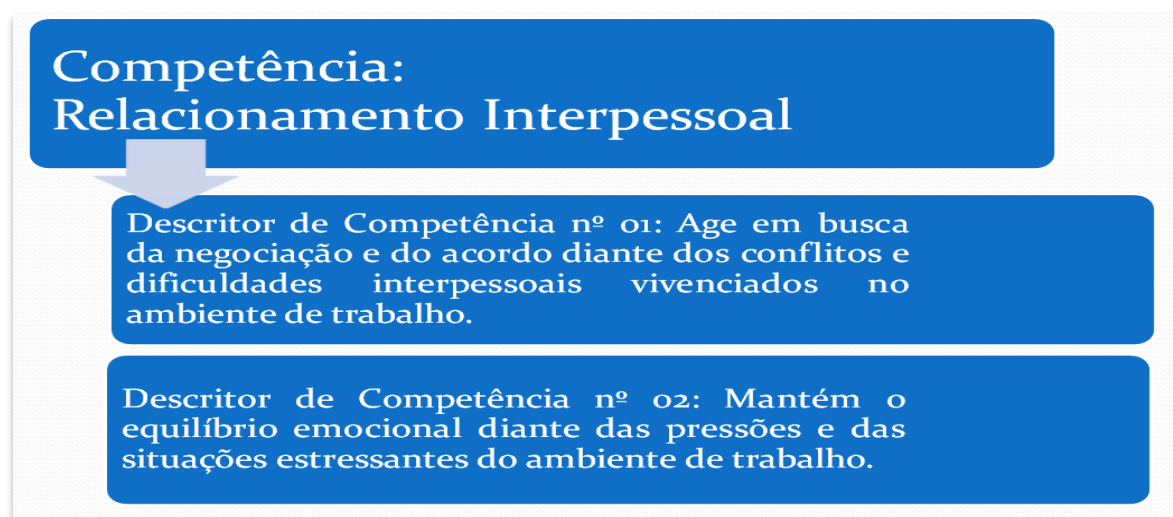 Competência:
Relacionamento Interpessoal
Descritor de Competência nº 01: Age em busca
da negociação e do acordo diante dos conflitos e
dificuldades interpessoais vivenciados no
ambiente de trabalho.
Descritor de Competência nº 02: Mantém o
equilíbrio emocional diante das pressões e das
situações estressantes do ambiente de trabalho.